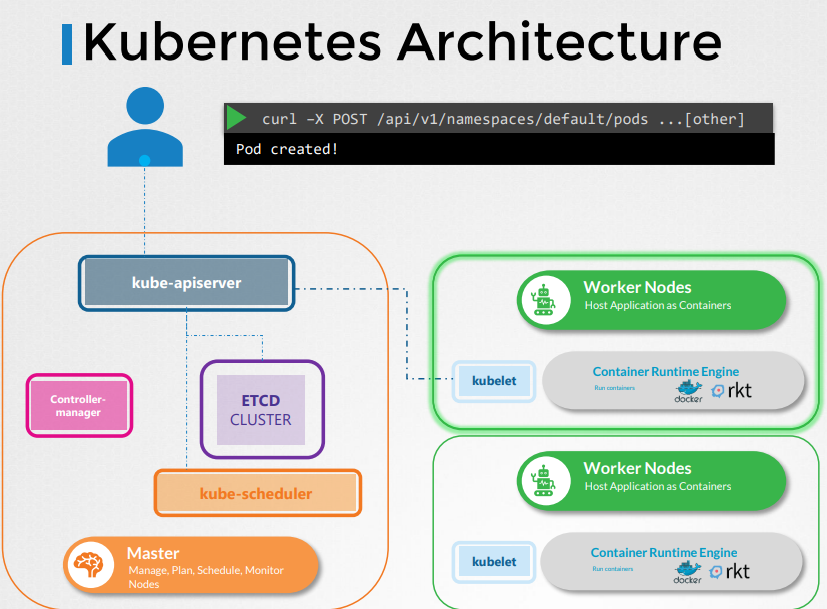 Kubernetes Architecture
curl –X POST /api/v1/namespaces/default/pods ...[other]
Pod created!
kube-apiserver
Controller-
manager
ETCD
CLUSTER
kube-scheduler
Master
Manage, Plan, Schedule, Monitor
Nodes
Worker Nodes
Host Application as Containers
kubelet
Container Runtime Engine
Run containers
docker
rkt
Worker Nodes
Host Application as Containers
kubelet
Container Runtime Engine
Run containers
docker
rkt